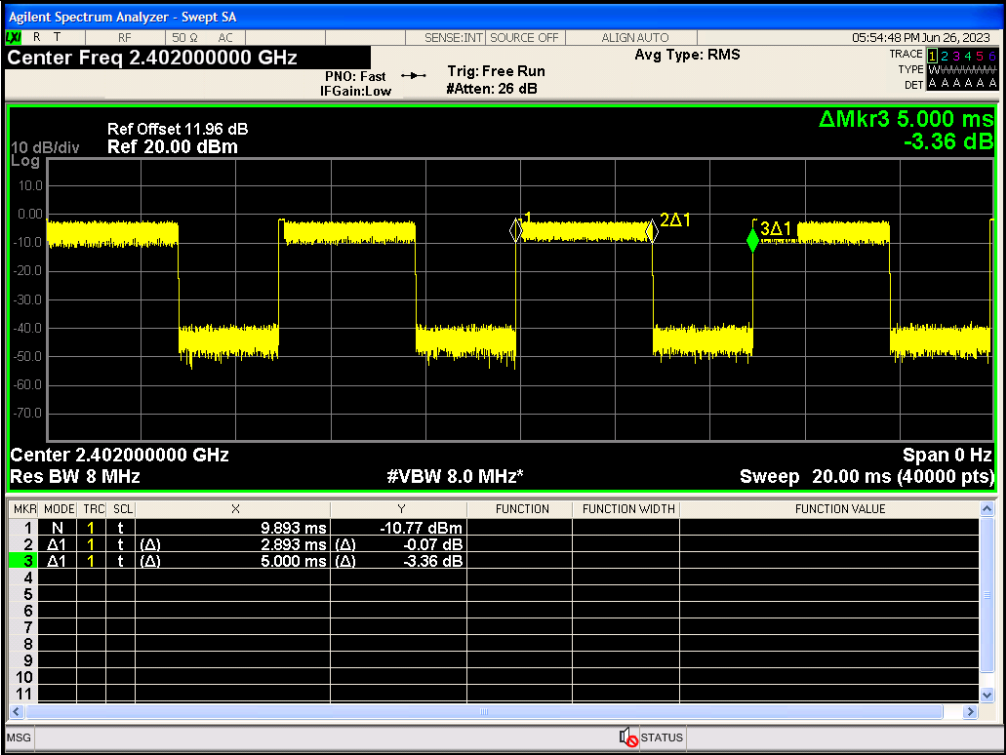 Agilent Spectrum Analyzer - Swept SA
LXI R T RF 50 Ω AC SENSE:INT SOURCE OFF ALIGN AUTO 05:54:48 PM Jun 26, 2023
Center Freq 2.402000000 GHz
PNO: Fast
IFGain:Low
Trig: Free Run
#Atten: 26 dB
Avg Type: RMS
TRACE 1 2 3 4 5 6
TYPE WWWWWW
DET A A A A A A
ΔMkr3 5.000 ms
-3.36 dB
Ref Offset 11.96 dB
10 dB/div Ref 20.00 dBm
Log
10.0
0.00
-10.0
-20.0
-30.0
-40.0
-50.0
-60.0
-70.0
1
2Δ1
3Δ1
Center 2.402000000 GHz Span 0 Hz
Res BW 8 MHz #VBW 8.0 MHz* Sweep 20.00 ms (40000 pts)
MKR MODE TRC SCL X Y FUNCTION FUNCTION WIDTH FUNCTION VALUE
1 N 1 t 9.893 ms -10.77 dBm
2 Δ1 1 t (Δ) 2.893 ms (Δ) -0.07 dB
3 Δ1 1 t (Δ) 5.000 ms (Δ) -3.36 dB
4
5
6
7
8
9
10
11
MSG STATUS